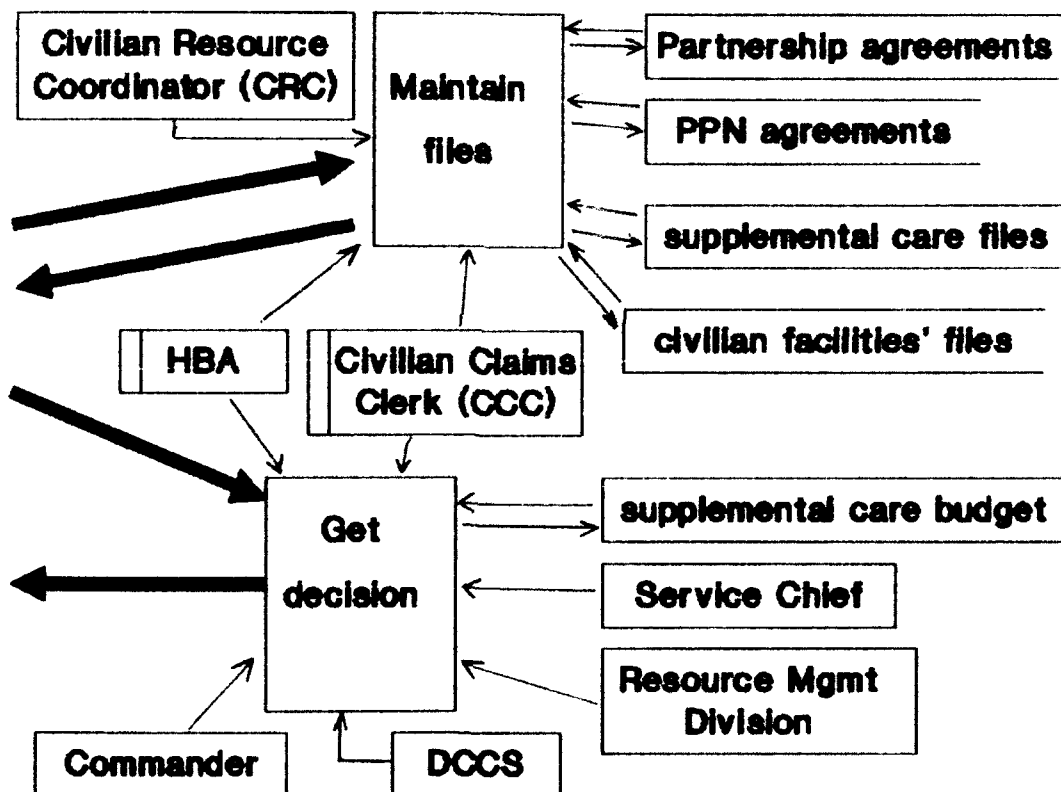 Civilian Resource
Coordinator (CRC)
Maintain
files
Partnership agreements
PPN agreements
supplemental care files
civilian facilities' files
HBA
Civilian Claims
Clerk (CCC)
Get
decision
supplemental care budget
Service Chief
Resource Mgmt
Division
Commander
DCCS